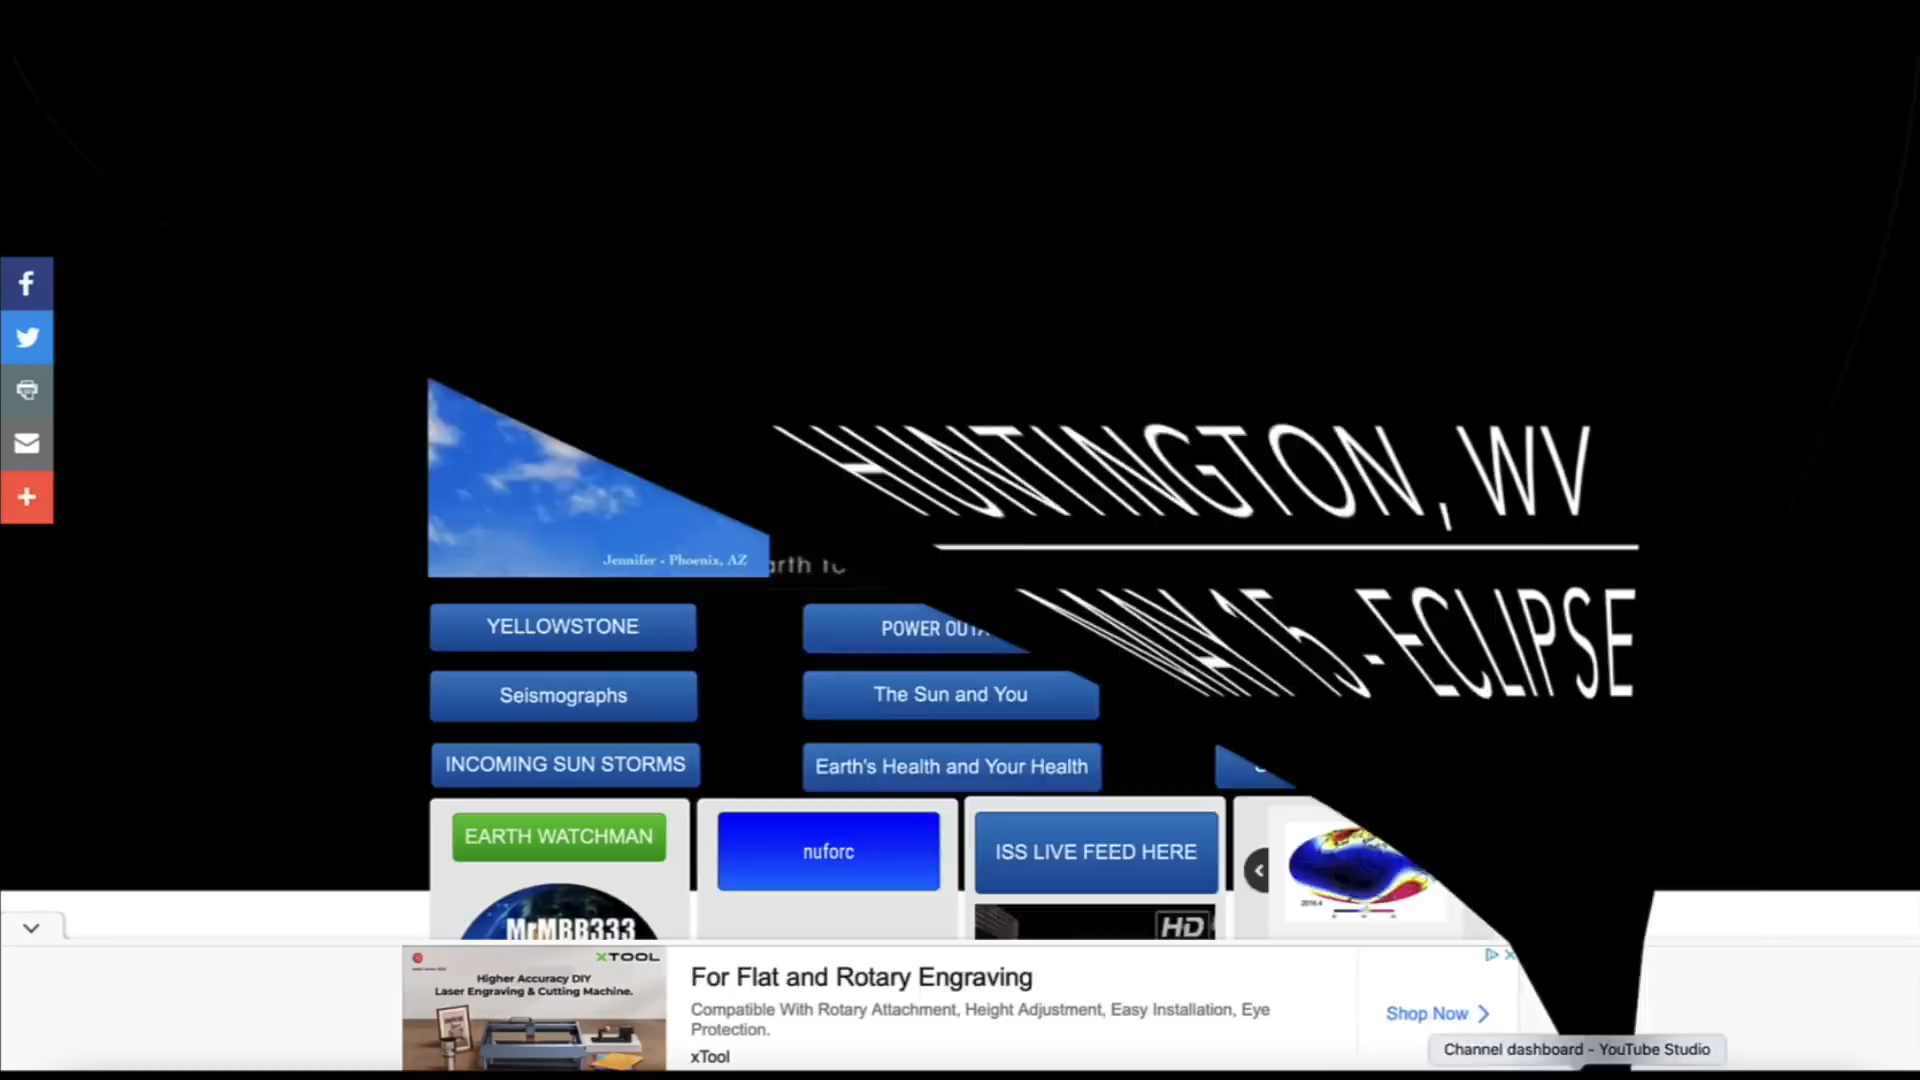 HUNTINGTON, WV
MAY 15 - ECLIPSE
Jennifer - Phoenix, AZ
YELLOWSTONE
POWER
Seismographs
The Sun and You
INCOMING SUN STORMS
Earth's Health and Your Health
EARTH WATCHMAN
nuforc
ISS LIVE FEED HERE
MrMBB333
HD
XTOOL
Higher Accuracy DIY
Laser Engraving & Cutting Machine.
For Flat and Rotary Engraving
Compatible With Rotary Attachment, Height Adjustment, Easy Installation, Eye
Protection.
xTool
Shop Now
Channel dashboard - YouTube Studio